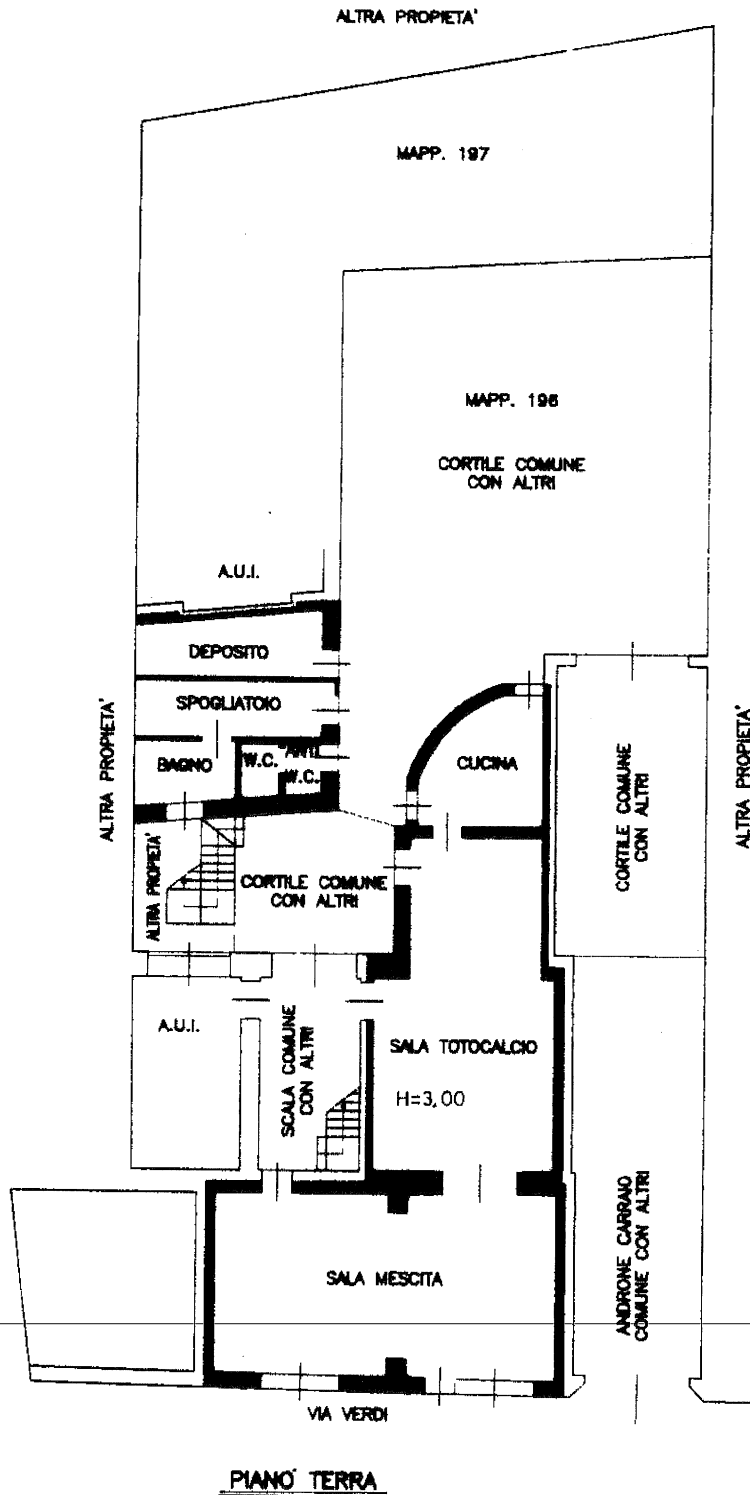 ALTRA PROPIETA'
MAPP. 197
MAPP. 196
CORTILE COMUNE
CON ALTRI
A.U.I.
DEPOSITO
SPOGLIATOIO
BAGNO
W.C.
ANTI
W.C.
CUCINA
ALTRA PROPIETA'
CORTILE COMUNE
CON ALTRI
ALTRA PROPIETA'
ALTRA PROPIETA'
CORTILE COMUNE
CON ALTRI
A.U.I.
SCALA COMUNE
CON ALTRI
SALA TOTOCALCIO
H=3,00
ANDRONE CARRAIO
COMUNE CON ALTRI
SALA MESCITA
VIA VERDI
PIANO TERRA